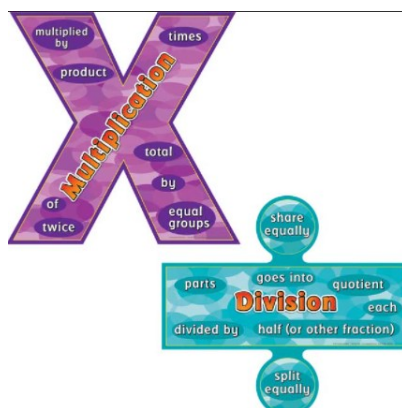 multiplied
by
times
product
Multiplication
total
by
of
twice
equal
groups
share
equally
parts
goes into
quotient
Division
each
divided by
half (or other fraction)
split
equally